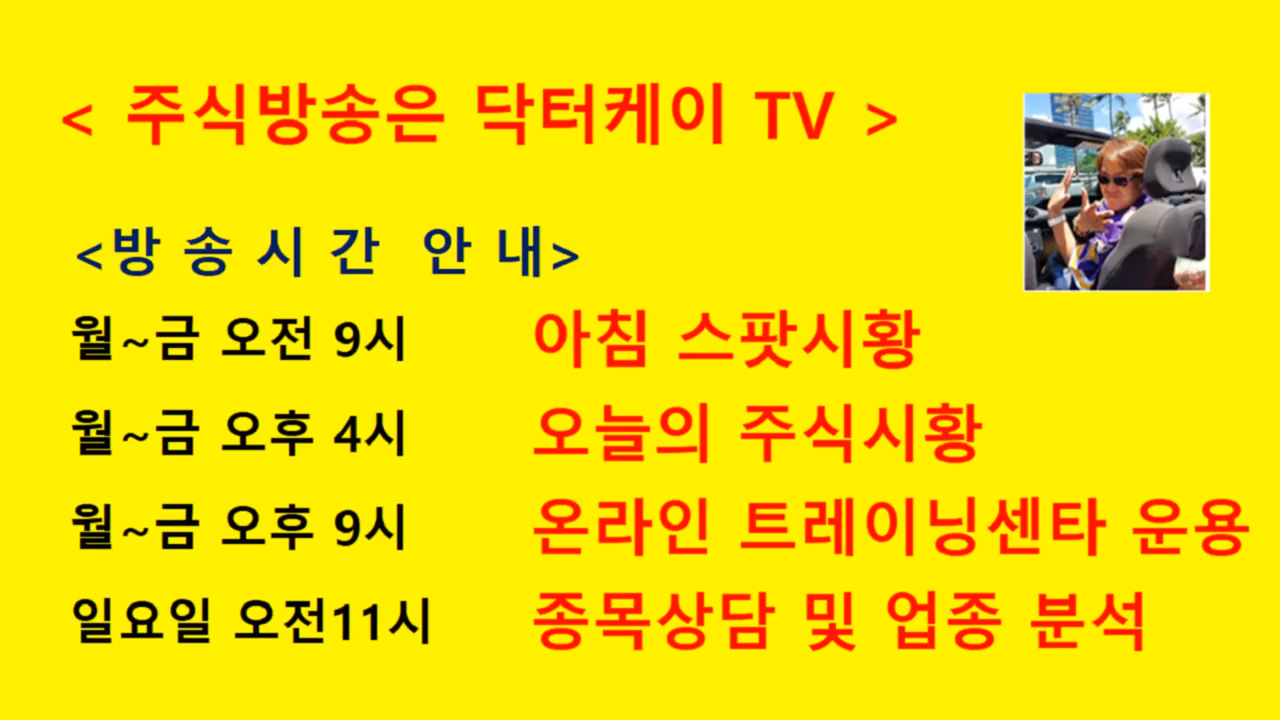 < 주식방송은 닥터케이 TV >
<방 송 시 간 안 내>
월~금 오전 9시 아침 스팟시황
월~금 오후 4시 오늘의 주식시황
월~금 오후 9시 온라인 트레이닝센타 운용
일요일 오전11시 종목상담 및 업종 분석